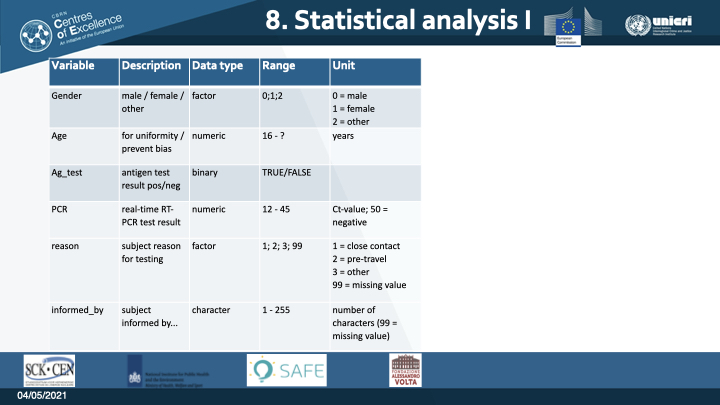 8. Statistical analysis I
CBRN
Centres
of Excellence
An initiative of the European Union
European
Commission
unicri
Variable Description Data type Range Unit
Gender male / female / other factor 0;1;2 0 = male
1 = female
2 = other
Age for uniformity / prevent bias numeric 16 - ? years
Ag_test antigen test result pos/neg binary TRUE/FALSE
PCR real-time RT-PCR test result numeric 12 - 45 Ct-value; 50 = negative
reason subject reason for testing factor 1; 2; 3; 99 1 = close contact
2 = pre-travel
3 = other
99 = missing value
informed_by subject informed by... character 1 - 255 number of characters (99 = missing value)
SCK•CEN
SAFE
FONDAZIONE
ALESSANDRO
VOLTA
04/05/2021